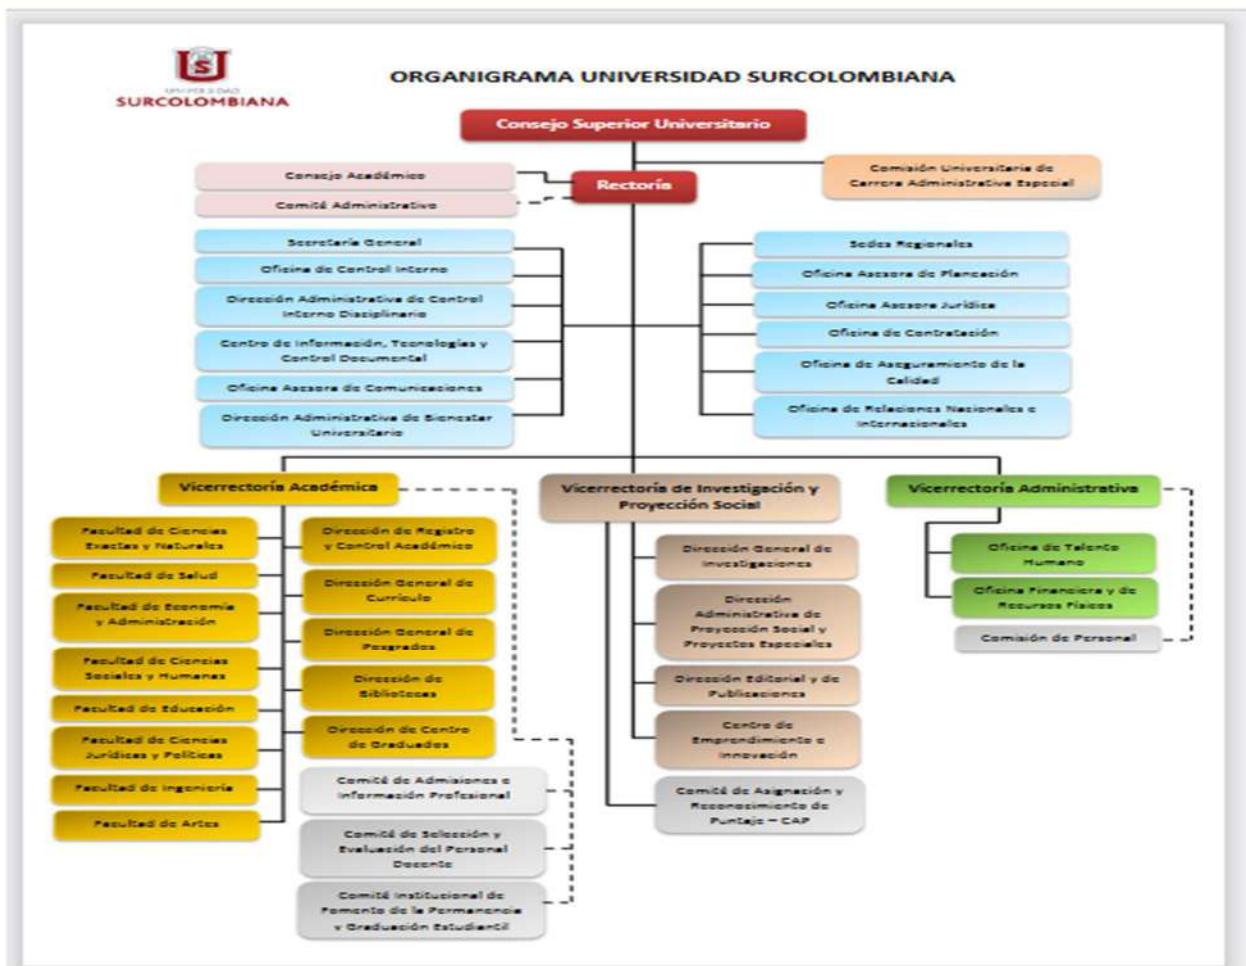 UNIVERSIDAD
SURCOLOMBIANA
ORGANIGRAMA UNIVERSIDAD SURCOLOMBIANA
Consejo Superior Universitario
Comisión Universitaria de
Carrera Administrativa Especial
Consejo Académico
Rectoría
Comité Administrativo
Secretaría General
Oficina de Control Interno
Dirección Administrativa de Control
Interno Disciplinario
Centro de Información, Tecnologías y
Control Documental
Oficina Asesora de Comunicaciones
Dirección Administrativa de Bienestar
Universitario
Sedes Regionales
Oficina Asesora de Planeación
Oficina Asesora Jurídica
Oficina de Contratación
Oficina de Aseguramiento de la
Calidad
Oficina de Relaciones Nacionales e
Internacionales
Vicerrectoría Académica
Facultad de Ciencias
Exactas y Naturales
Facultad de Salud
Facultad de Economía
y Administración
Facultad de Ciencias
Sociales y Humanas
Facultad de Educación
Facultad de Ciencias
Jurídicas y Políticas
Facultad de Ingeniería
Facultad de Artes
Dirección de Registro
y Control Académico
Dirección General de
Currículo
Dirección General de
Posgrados
Dirección de
Bibliotecas
Dirección de Centro
de Graduados
Comité de Admisiones e
Información Profesional
Comité de Selección y
Evaluación del Personal
Docente
Comité Institucional de
Fomento de la Permanencia
y Graduación Estudiantil
Vicerrectoría de Investigación y
Proyección Social
Dirección General de
Investigaciones
Dirección
Administrativa de
Proyección Social y
Proyectos Especiales
Dirección Editorial y de
Publicaciones
Centro de
Emprendimiento e
Innovación
Comité de Asignación y
Reconocimiento de
Puntaje – CAP
Vicerrectoría Administrativa
Oficina de Talento
Humano
Oficina Financiera y de
Recursos Físicos
Comisión de Personal